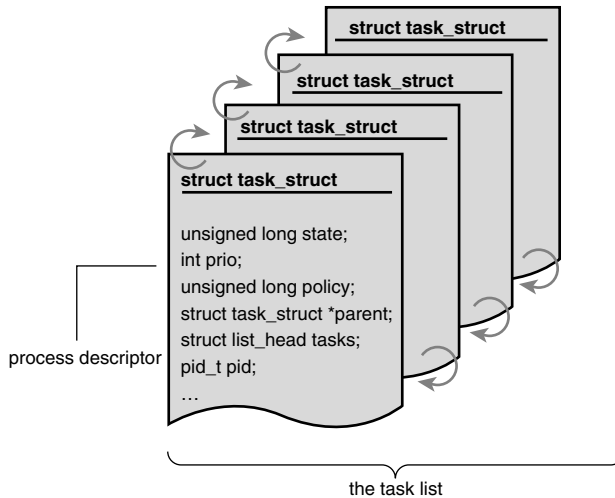 struct task_struct
struct task_struct
struct task_struct
struct task_struct
unsigned long state;
int prio;
unsigned long policy;
struct task_struct *parent;
struct list_head tasks;
pid_t pid;
…
process descriptor
the task list